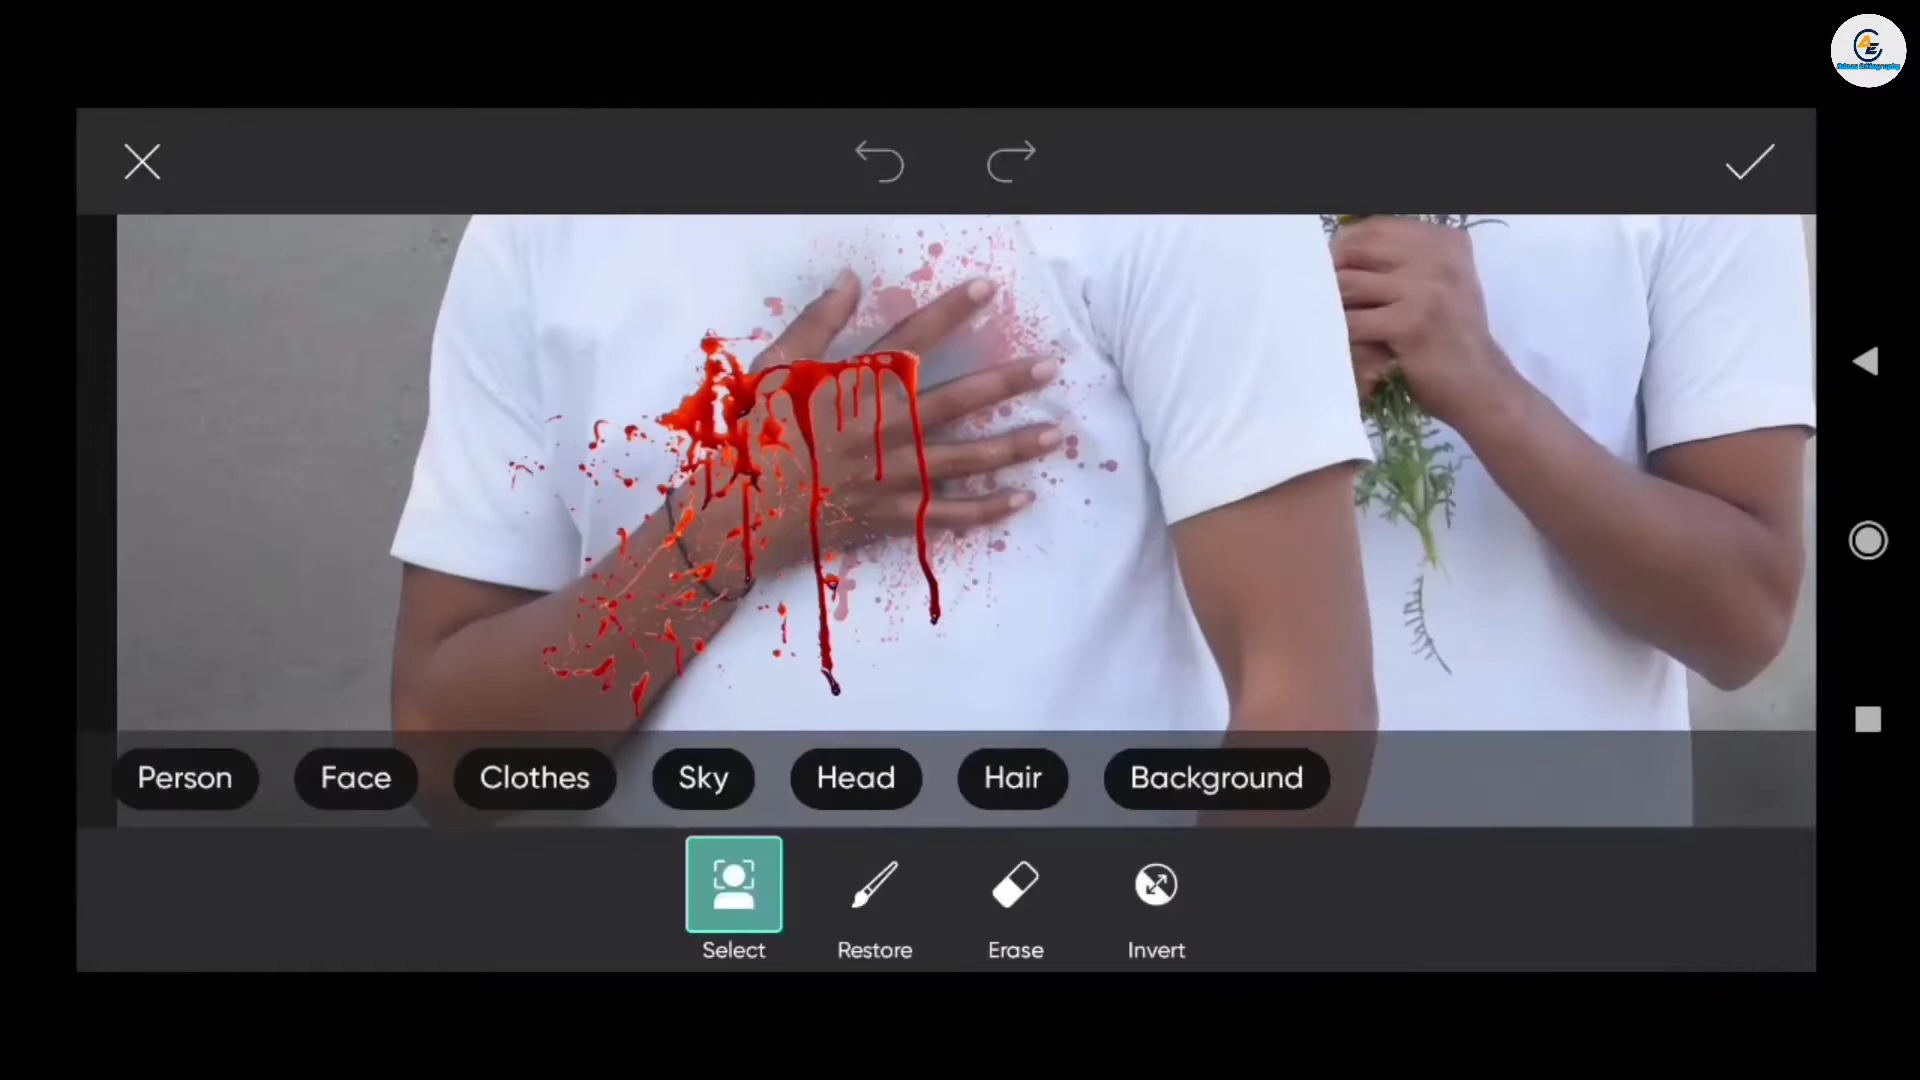 Person
Face
Clothes
Sky
Head
Hair
Background
Select
Restore
Erase
Invert